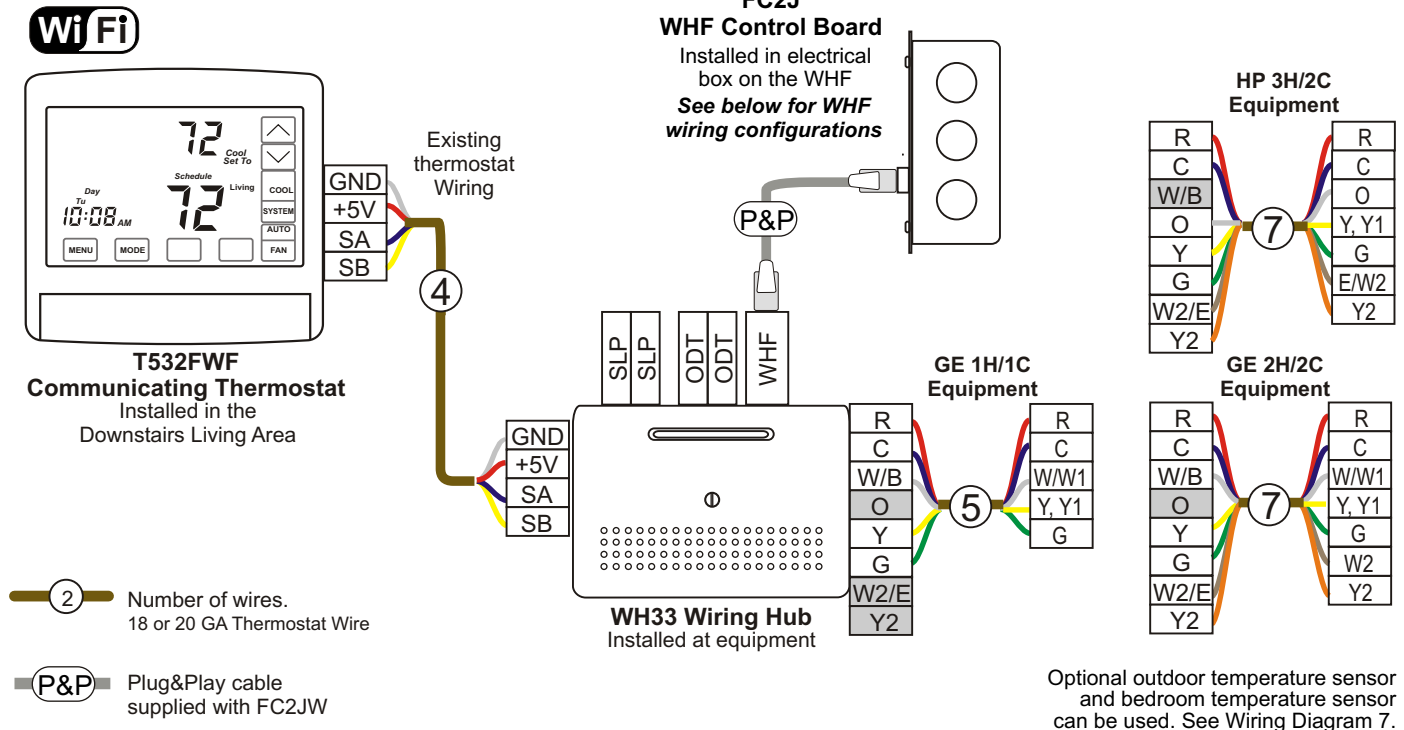 WiFi
FC2J
WHF Control Board
Installed in electrical
box on the WHF
See below for WHF
wiring configurations
72
Cool
Set To
Schedule
72
Living
Day
Tu
10:08 AM
COOL
SYSTEM
AUTO
FAN
MENU
MODE
GND
+5V
SA
SB
Existing
thermostat
Wiring
4
P&P
T532FWF
Communicating Thermostat
Installed in the
Downstairs Living Area
SLP
SLP
ODT
ODT
WHF
GND
+5V
SA
SB
WH33 Wiring Hub
Installed at equipment
GE 1H/1C
Equipment
R
C
W/B
O
Y
G
W2/E
Y2
5
R
C
W/W1
Y, Y1
G
HP 3H/2C
Equipment
R
C
W/B
O
Y
G
W2/E
Y2
7
R
C
O
Y, Y1
G
E/W2
Y2
GE 2H/2C
Equipment
R
C
W/B
O
Y
G
W2/E
Y2
7
R
C
W/W1
Y, Y1
G
W2
Y2
2
Number of wires.
18 or 20 GA Thermostat Wire
P&P
Plug&Play cable
supplied with FC2JW
Optional outdoor temperature sensor
and bedroom temperature sensor
can be used. See Wiring Diagram 7.